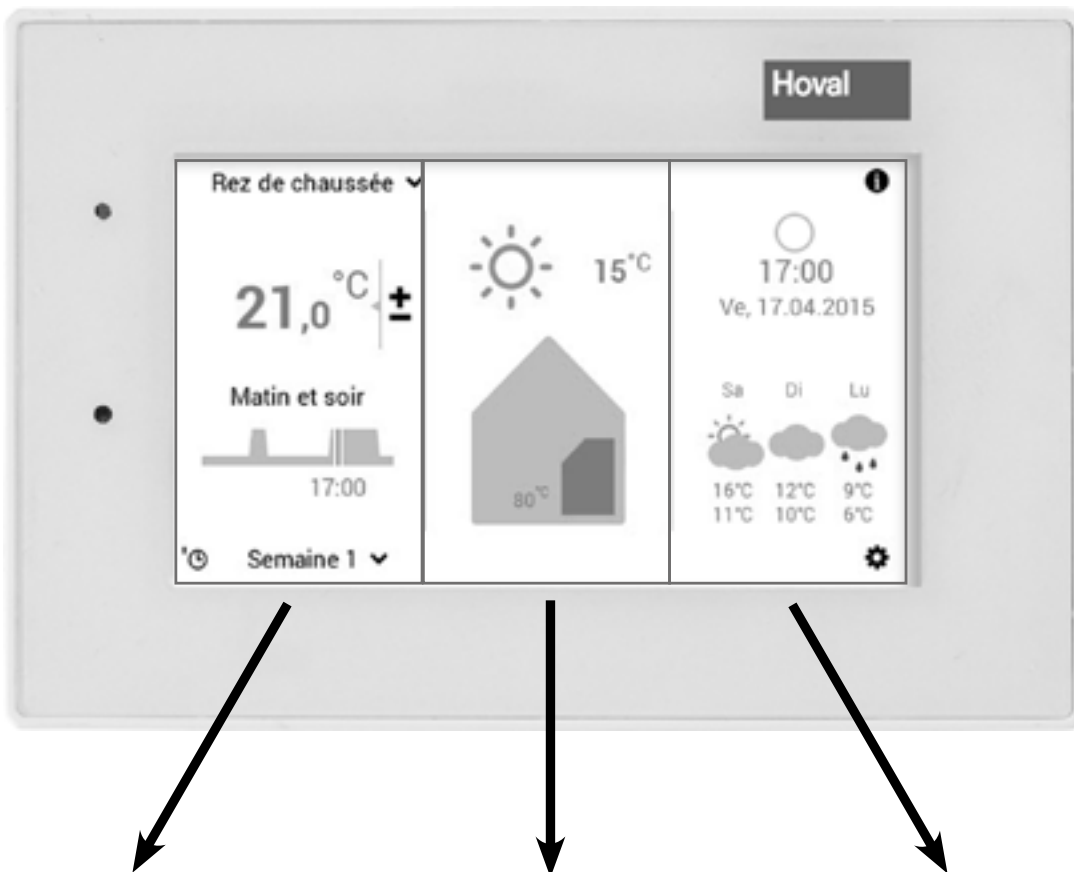 Hoval
Rez de chaussée
21,0 °C
±
Matin et soir
17:00
Semaine 1
15°C
80°C
17:00
Ve, 17.04.2015
Sa Di Lu
16°C 12°C 9°C
11°C 10°C 6°C